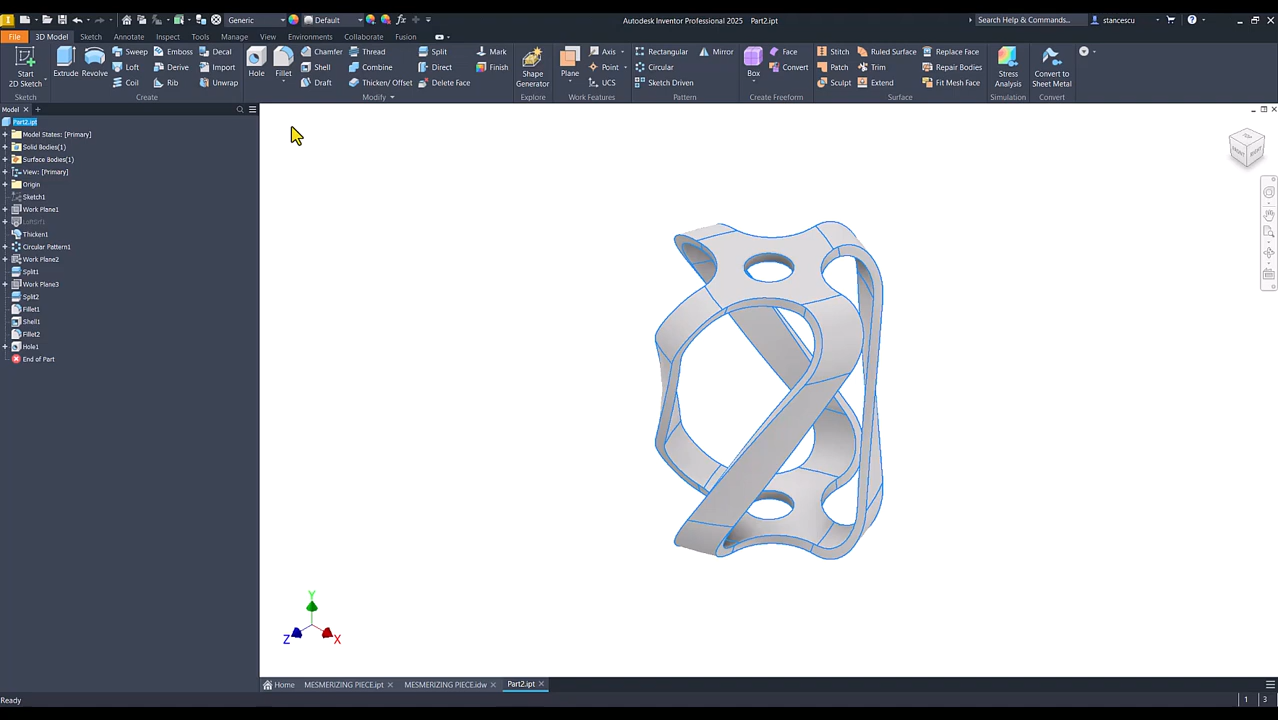 Generic
Default
fx
Autodesk Inventor Professional 2025 Part2.ipt
Search Help & Commands...
stancescu
File
3D Model
Sketch
Annotate
Inspect
Tools
Manage
View
Environments
Collaborate
Fusion
Start
2D Sketch
Sketch
Extrude
Revolve
Sweep
Loft
Coil
Emboss
Derive
Rib
Decal
Import
Unwrap
Create
Hole
Fillet
Chamfer
Shell
Draft
Thread
Combine
Thicken/ Offset
Split
Direct
Delete Face
Mark
Finish
Modify
Shape
Generator
Explore
Plane
Axis
Point
UCS
Work Features
Rectangular
Circular
Sketch Driven
Mirror
Pattern
Box
Face
Convert
Create Freeform
Stitch
Patch
Sculpt
Ruled Surface
Trim
Extend
Replace Face
Repair Bodies
Fit Mesh Face
Surface
Stress
Analysis
Simulation
Convert to
Sheet Metal
Convert
Model
Part2.ipt
Model States: [Primary]
Solid Bodies(1)
Surface Bodies(1)
View: [Primary]
Origin
Sketch1
Work Plane1
Thicken1
Circular Pattern1
Work Plane2
Split1
Work Plane3
Split2
Fillet1
Shell1
Fillet2
Hole1
End of Part
TOP
FRONT
RIGHT
Y
Z
X
Home
MESMERIZING PIECE.ipt
MESMERIZING PIECE.idw
Part2.ipt
Ready
1
3